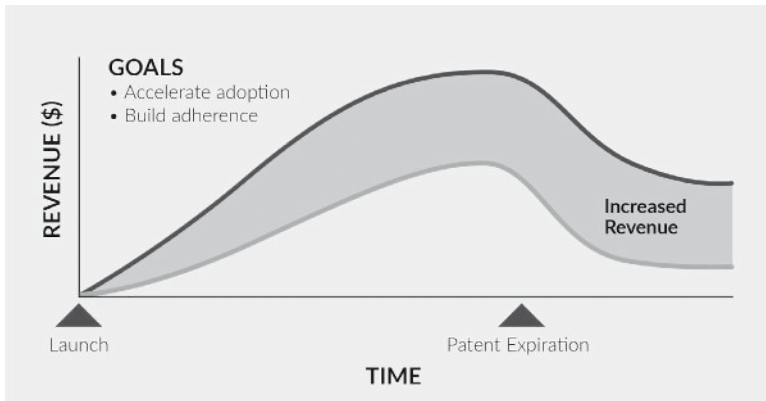 GOALS
• Accelerate adoption
• Build adherence
REVENUE ($)
Increased
Revenue
Launch
Patent Expiration
TIME